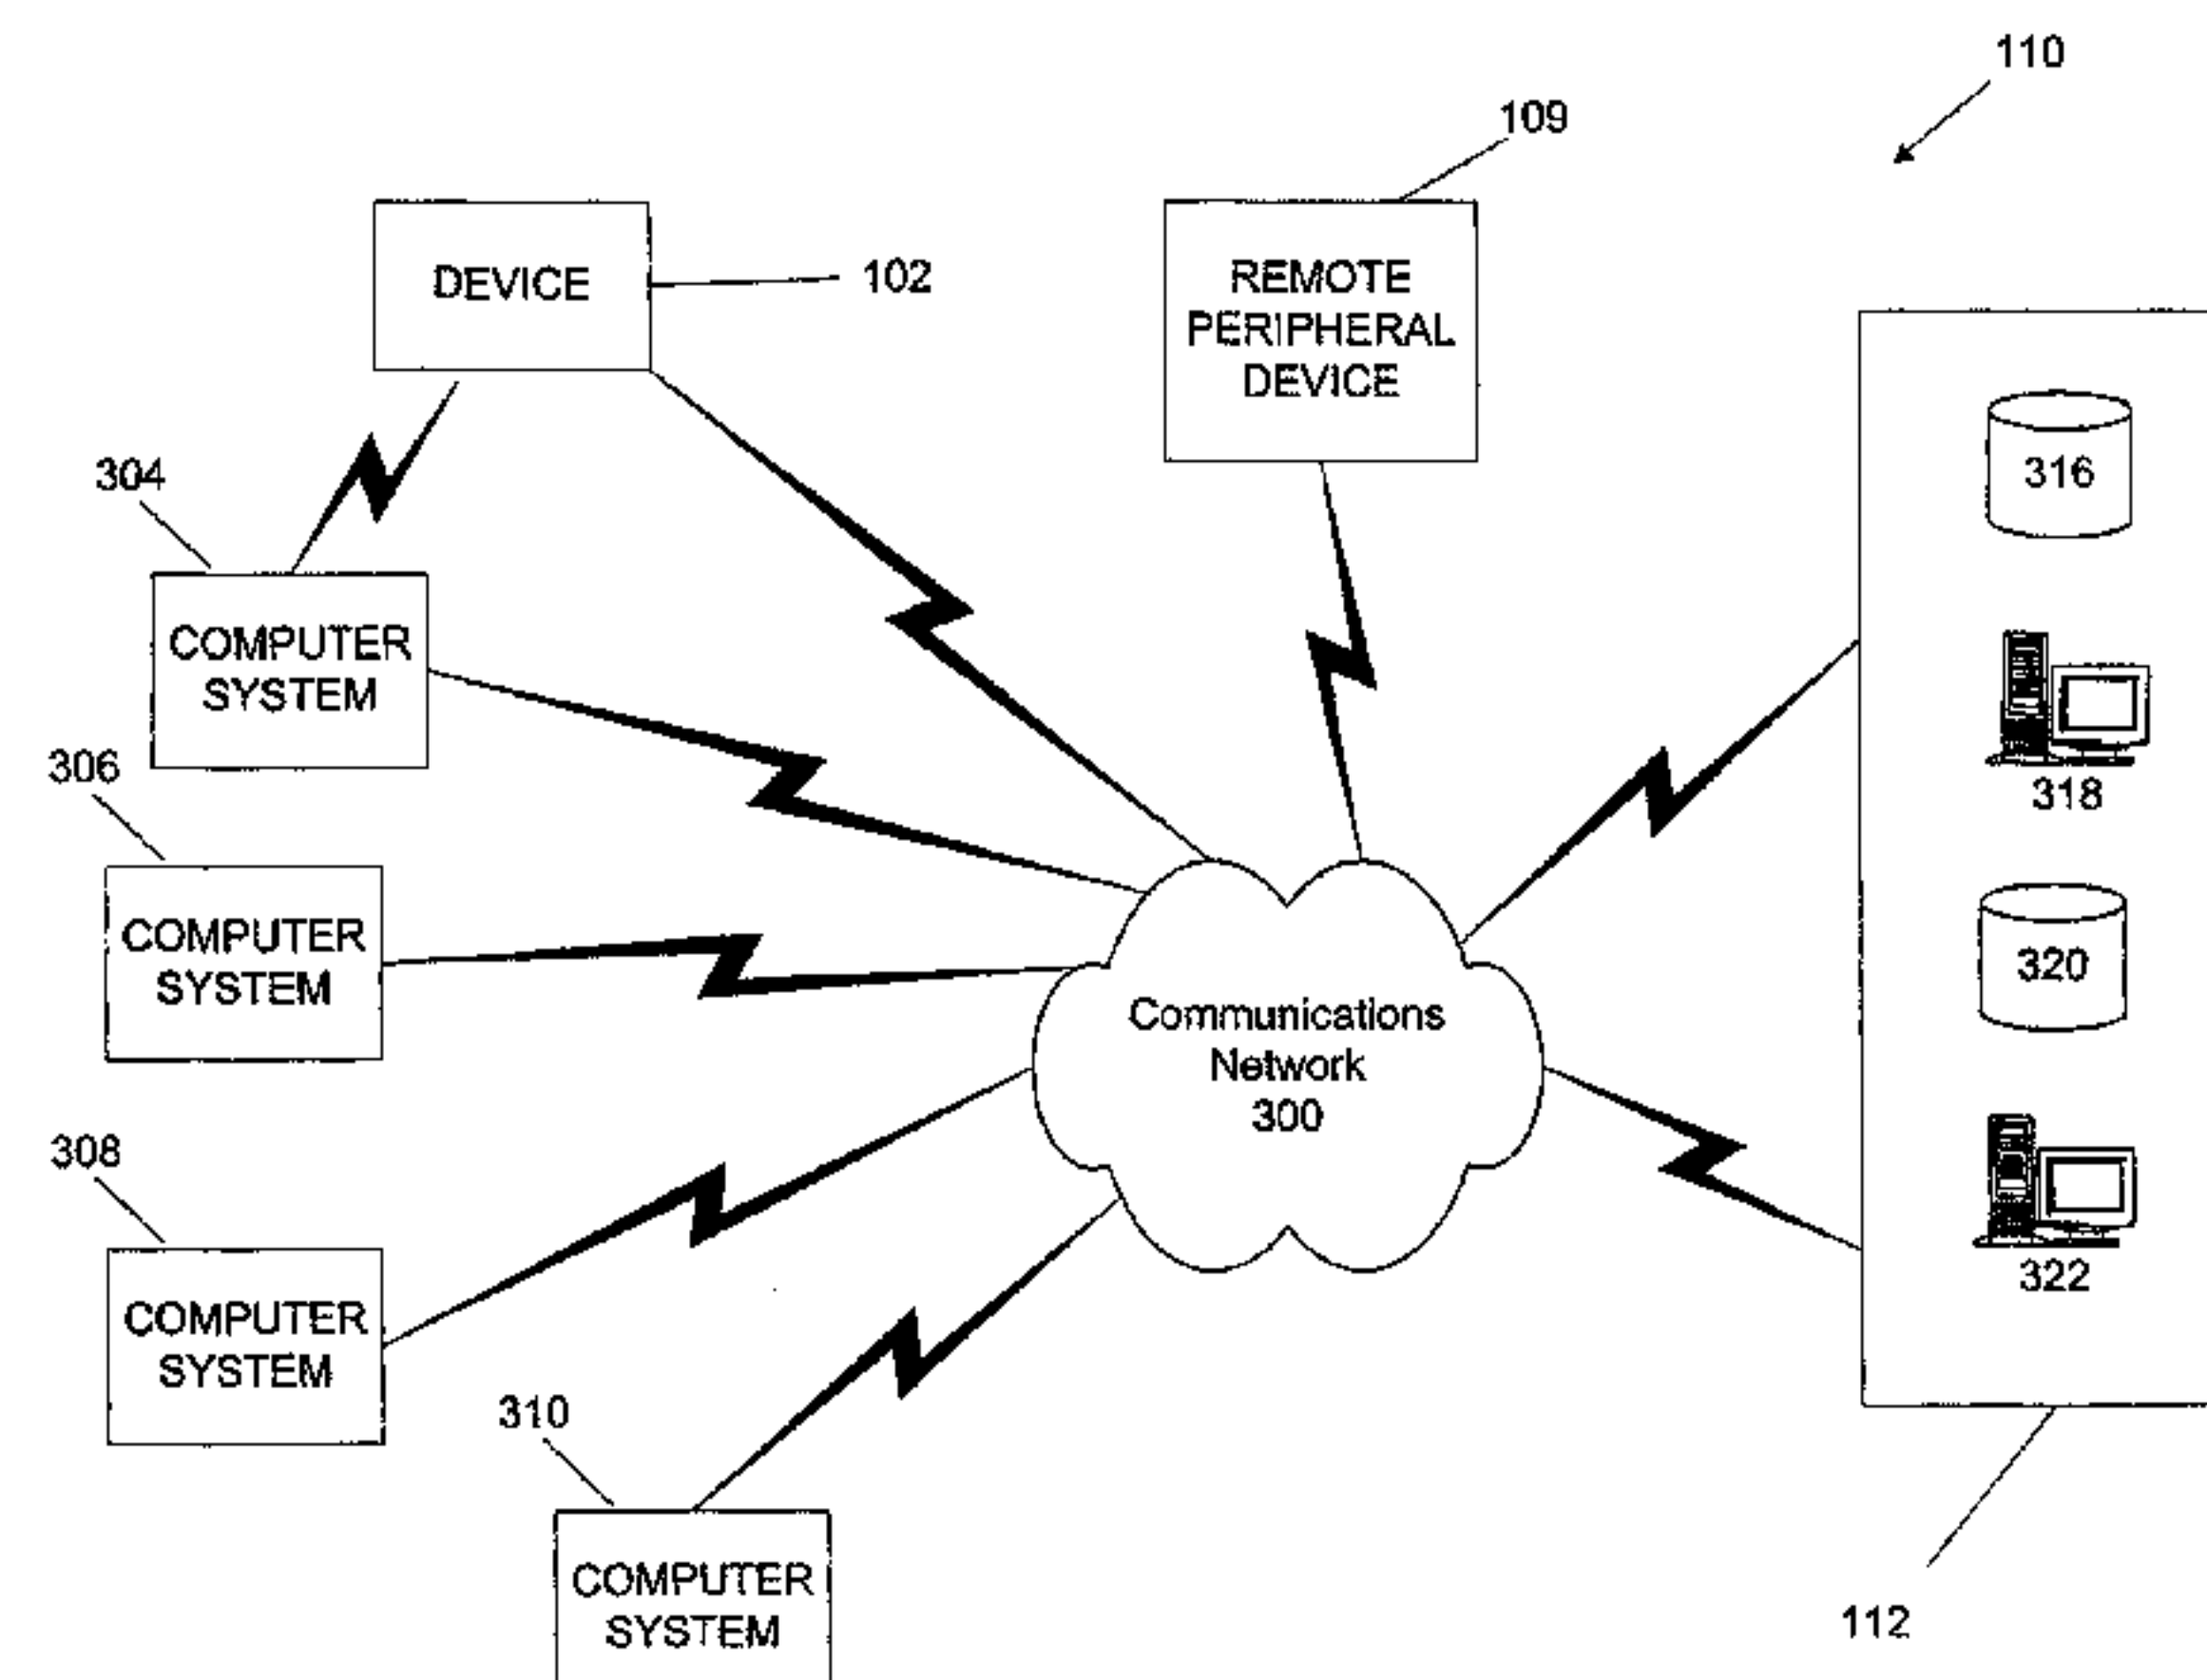 110
109
DEVICE
102
REMOTE
PERIPHERAL
DEVICE
316
304
COMPUTER
SYSTEM
318
306
COMPUTER
SYSTEM
320
Communications
Network
300
308
COMPUTER
SYSTEM
322
310
COMPUTER
SYSTEM
112